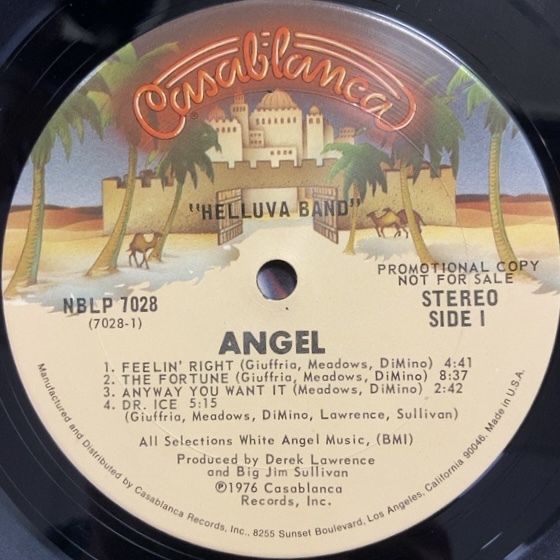 Casablanca
®
"HELLUVA BAND"
PROMOTIONAL COPY
NOT FOR SALE
NBLP 7028
(7028-1)
STEREO
SIDE 1
ANGEL
1. FEELIN' RIGHT (Giuffria, Meadows, DiMino) 4:41
2. THE FORTUNE (Giuffria, Meadows, DiMino) 8:37
3. ANYWAY YOU WANT IT (Meadows, DiMino) 2:42
4. DR. ICE 5:15
(Giuffria, Meadows, DiMino, Lawrence, Sullivan)
All Selections White Angel Music, (BMI)
Produced by Derek Lawrence
and Big Jim Sullivan
℗1976 Casablanca
Records, Inc.
Manufactured and Distributed by Casablanca Records, Inc., 8255 Sunset Boulevard, Los Angeles, California 90046. Made in U.S.A.